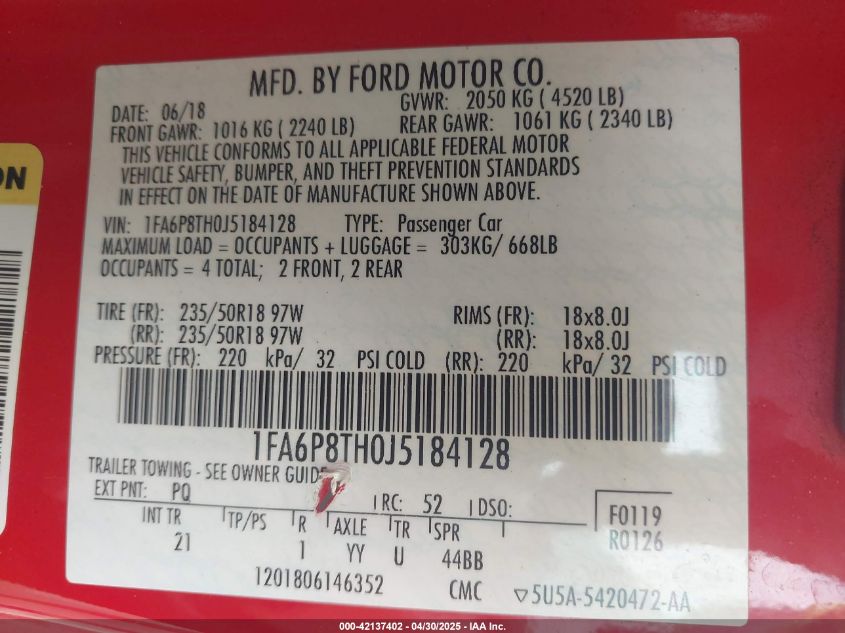 MFD. BY FORD MOTOR CO.
DATE: 06/18 GVWR: 2050 KG ( 4520 LB)
FRONT GAWR: 1016 KG ( 2240 LB) REAR GAWR: 1061 KG ( 2340 LB)
THIS VEHICLE CONFORMS TO ALL APPLICABLE FEDERAL MOTOR
VEHICLE SAFETY, BUMPER, AND THEFT PREVENTION STANDARDS
IN EFFECT ON THE DATE OF MANUFACTURE SHOWN ABOVE.
ON
VIN: 1FA6P8TH0J5184128 TYPE: Passenger Car
MAXIMUM LOAD = OCCUPANTS + LUGGAGE = 303KG/ 668LB
OCCUPANTS = 4 TOTAL; 2 FRONT, 2 REAR
TIRE (FR): 235/50R18 97W RIMS (FR): 18x8.0J
(RR): 235/50R18 97W (RR): 18x8.0J
PRESSURE (FR): 220 kPa/ 32 PSI COLD (RR): 220 kPa/ 32 PSI COLD
1FA6P8TH0J5184128
TRAILER TOWING - SEE OWNER GUIDE
EXT PNT: PQ RC: 52 DSO:
INT TR TP/PS R AXLE TR SPR F0119
21 1 YY U 44BB R0126
1201806146352 CMC ▽5U5A-5420472-AA
000-42137402 - 04/30/2025 - IAA Inc.